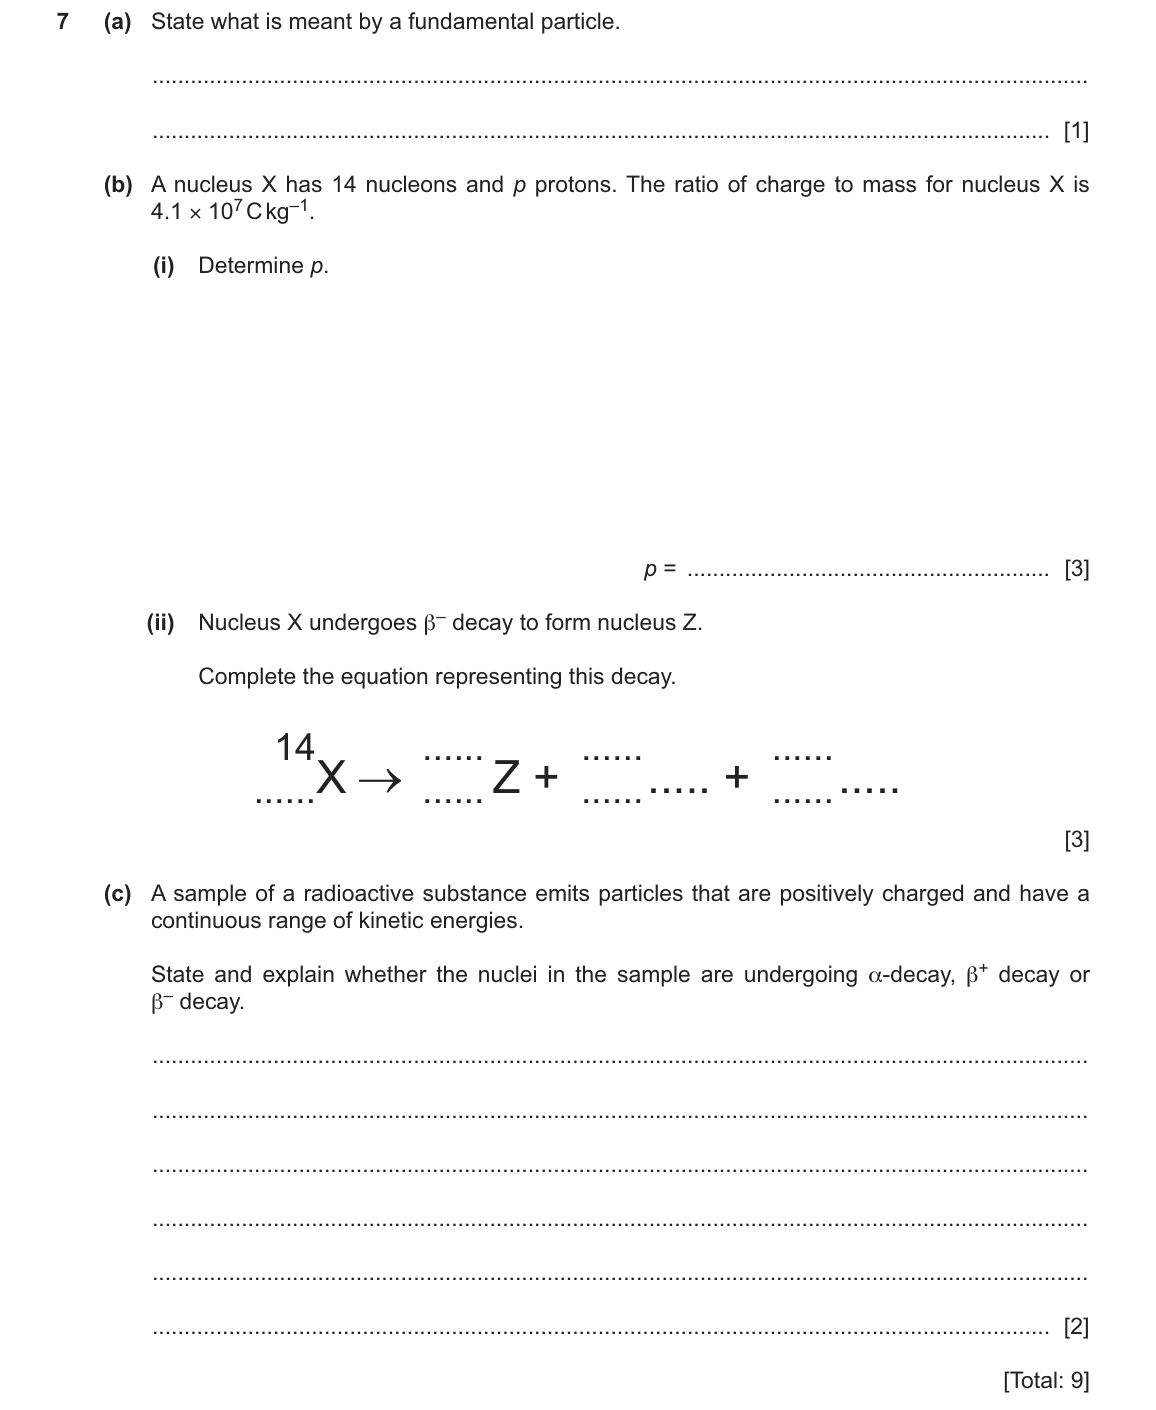 7 (a) State what is meant by a fundamental particle.
..........................................................................................................................................
.......................................................................................................................................... [1]
(b) A nucleus X has 14 nucleons and p protons. The ratio of charge to mass for nucleus X is
4.1 × 10⁷ C kg⁻¹.
(i) Determine p.
p = ......................................................... [3]
(ii) Nucleus X undergoes β⁻ decay to form nucleus Z.
Complete the equation representing this decay.
14 ...... ...... ......
X → Z + ..... + .....
...... ...... ...... ......
[3]
(c) A sample of a radioactive substance emits particles that are positively charged and have a
continuous range of kinetic energies.
State and explain whether the nuclei in the sample are undergoing α-decay, β⁺ decay or
β⁻ decay.
..........................................................................................................................................
..........................................................................................................................................
..........................................................................................................................................
..........................................................................................................................................
..........................................................................................................................................
.......................................................................................................................................... [2]
[Total: 9]